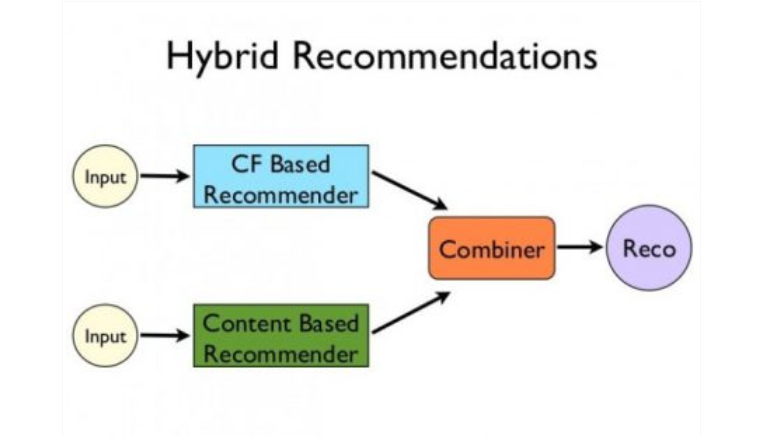 Hybrid Recommendations
Input
CF Based
Recommender
Combiner
Reco
Input
Content Based
Recommender